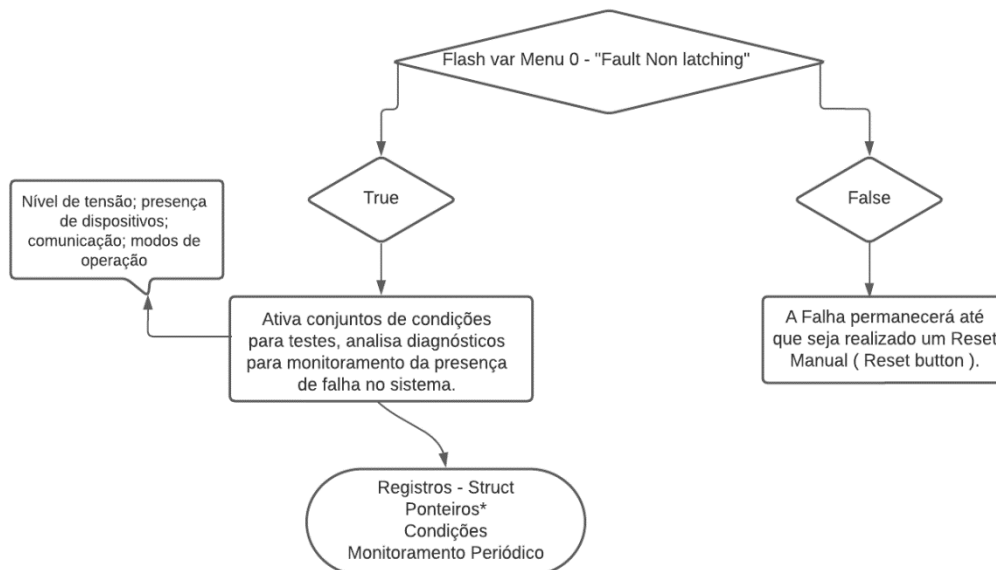 Flash var Menu 0 - "Fault Non latching"
True
False
Nível de tensão; presença
de dispositivos;
comunicação; modos de
operação
Ativa conjuntos de condições
para testes, analisa diagnósticos
para monitoramento da presença
de falha no sistema.
A Falha permanecerá até
que seja realizado um Reset
Manual ( Reset button ).
Registros - Struct
Ponteiros*
Condições
Monitoramento Periódico